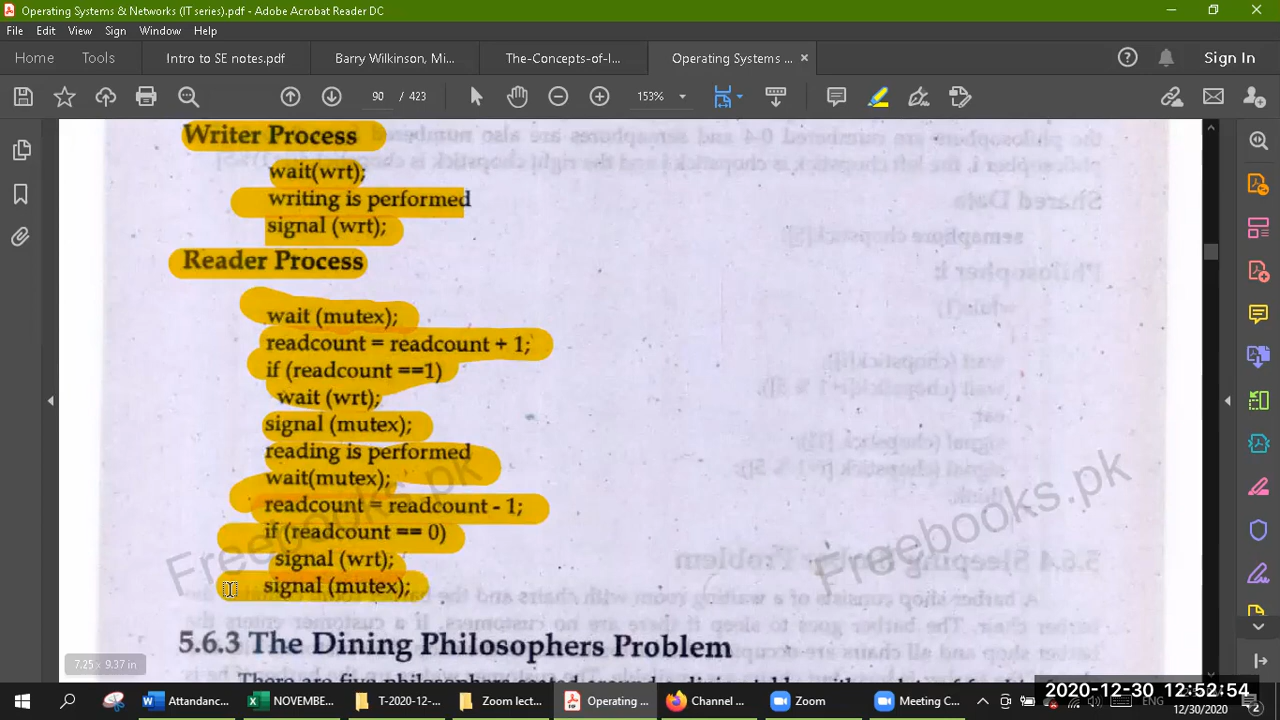 Operating Systems & Networks (IT series).pdf - Adobe Acrobat Reader DC
File Edit View Sign Window Help
Home Tools Intro to SE notes.pdf Barry Wilkinson, Mi... The-Concepts-of-I... Operating Systems ... × Sign In
90 / 423 153%
Writer Process
wait(wrt);
writing is performed
signal (wrt);
Reader Process
wait (mutex);
readcount = readcount + 1;
if (readcount ==1)
wait (wrt);
signal (mutex);
reading is performed
wait(mutex);
readcount = readcount - 1;
if (readcount == 0)
signal (wrt);
signal (mutex);
Freebooks.pk
Freebooks.pk
5.6.3 The Dining Philosophers Problem
7.25 x 9.37 in
2020-12-30 12:52:54
Attandanc... NOVEMBE... T-2020-12-... Zoom lect... Operating ... Channel ... Zoom Meeting C... ENG 12/30/2020